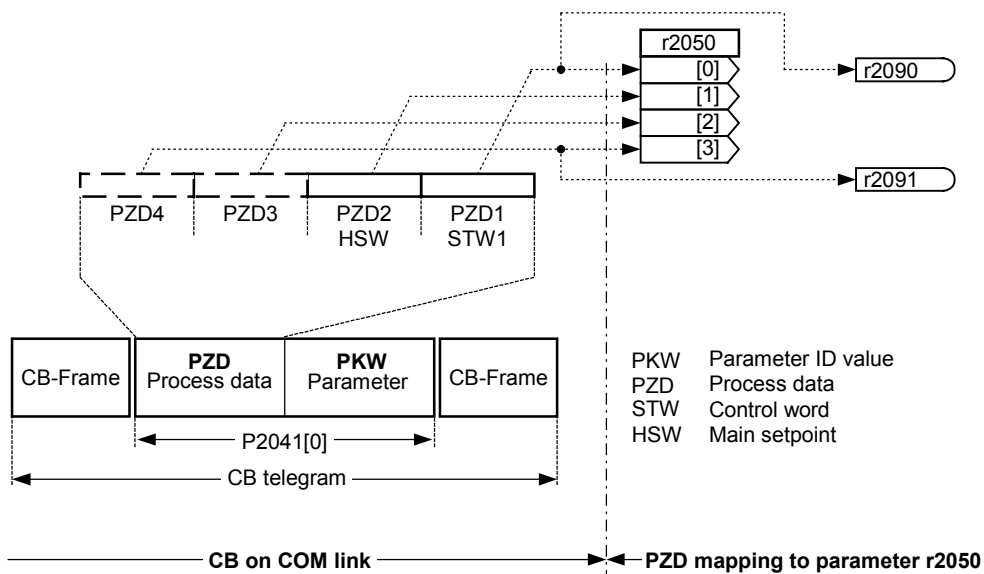 r2050
[0]
[1]
[2]
[3]
r2090
r2091
PZD4 PZD3 PZD2 PZD1
HSW STW1
CB-Frame PZD Process data PKW Parameter CB-Frame
P2041[0]
CB telegram
PKW Parameter ID value
PZD Process data
STW Control word
HSW Main setpoint
CB on COM link PZD mapping to parameter r2050